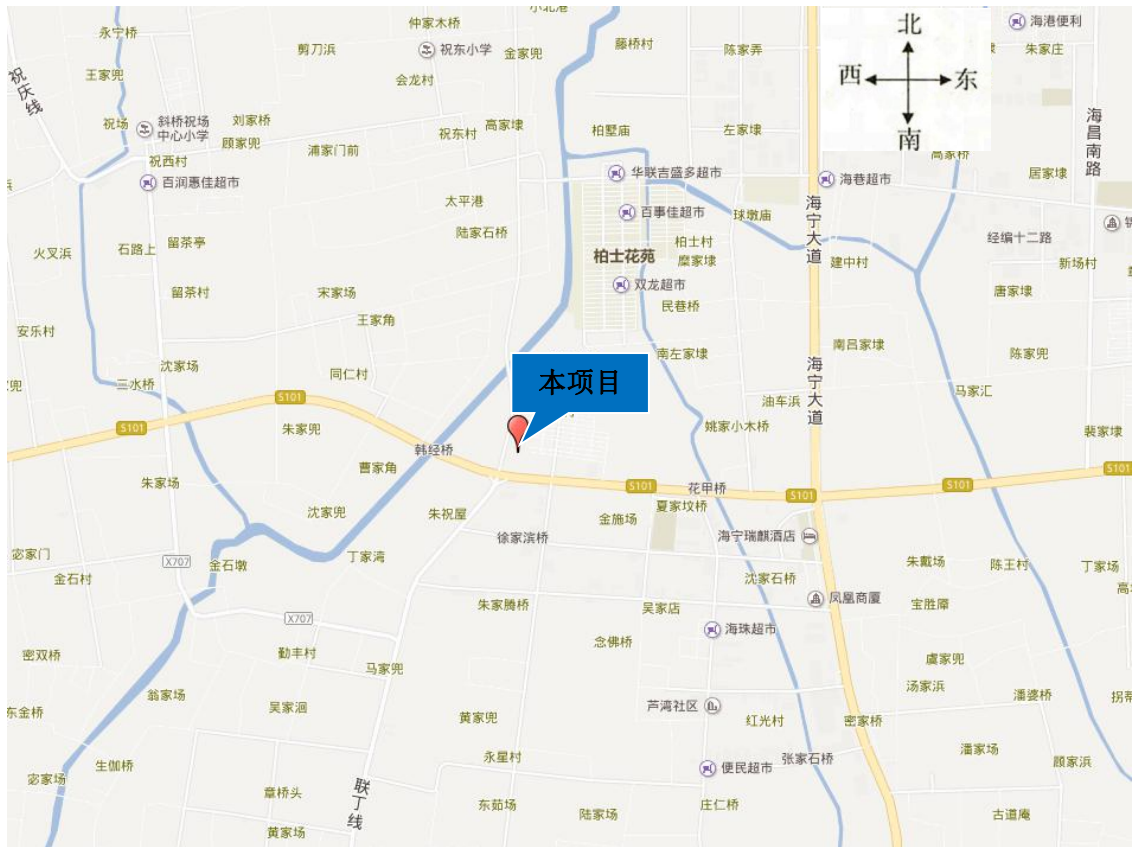 小北港
永宁桥
仲家木桥
海港便利
剪刀浜
祝东小学
金家兜
藤桥村
陈家弄
朱家庄
北
西
东
南
王家兜
祝庆线
会龙村
祝场
斜桥祝场
中心小学
刘家桥
顾家兜
浦家门前
祝东村
高家埭
柏墅庙
左家埭
海昌南路
高家桥
居家埭
祝西村
百润惠佳超市
华联吉盛多超市
海巷超市
太平港
百事佳超市
球墩庙
海宁大道
陆家石桥
火叉浜
石路上
留茶亭
柏士花苑
柏士村
糜家埭
建中村
经编十二路
新场村
留茶村
宋家场
双龙超市
民巷桥
唐家埭
王家角
安乐村
南左家埭
南吕家埭
陈家兜
沈家场
同仁村
本项目
海宁大道
三水桥
马家汇
S101
油车浜
S101
朱家兜
韩经桥
姚家小木桥
裴家埭
曹家角
S101
朱家场
S101
花甲桥
S101
S101
沈家兜
朱祝屋
金施场
夏家坟桥
徐家滨桥
海宁瑞麒酒店
宓家门
X707
金石墩
丁家湾
朱戴场
陈王村
丁家场
金石村
沈家石桥
凤凰商厦
宝胜厙
朱家腾桥
吴家店
X707
海珠超市
念佛桥
密双桥
勤丰村
马家兜
虞家兜
汤家浜
翁家场
潘婆桥
东金桥
吴家涸
黄家兜
芦湾社区
红光村
密家桥
永星村
张家石桥
潘家场
顾家浜
宓家场
生伽桥
便民超市
章桥头
联丁线
东茹场
陆家场
庄仁桥
古道庵
黄家场